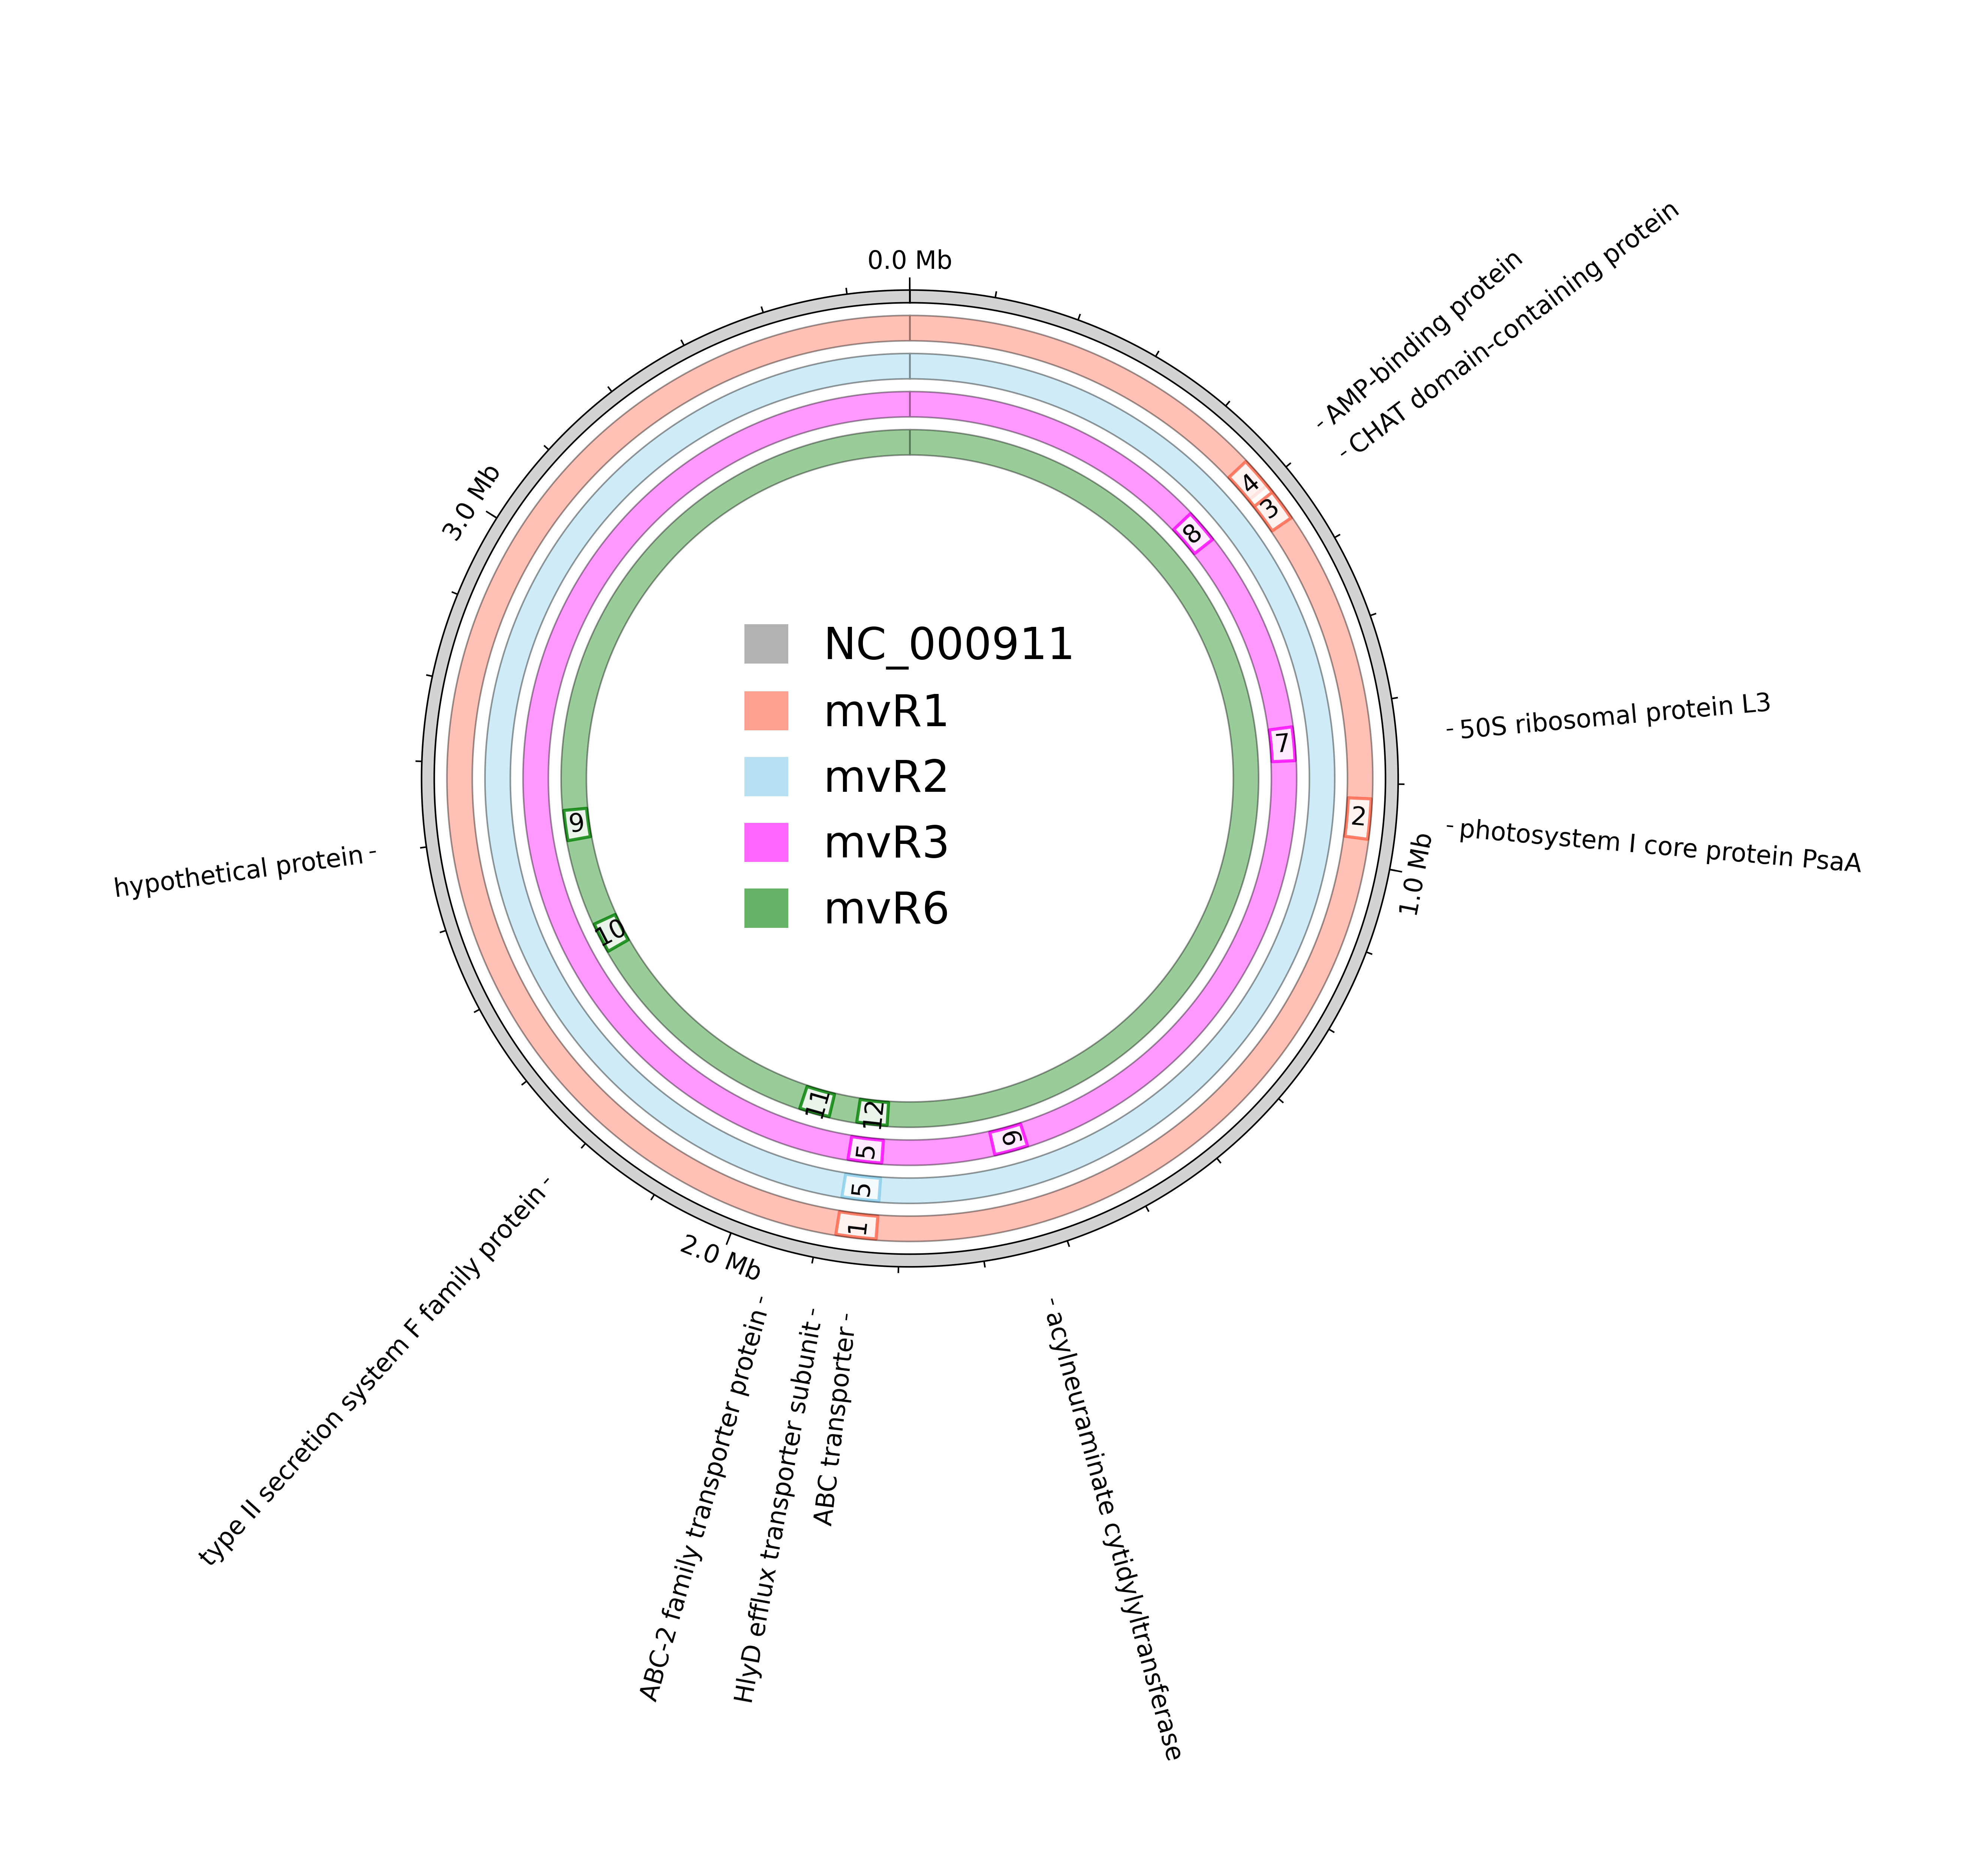 0.0 Mb
AMP-binding protein
CHAT domain-containing protein
3.0 Mb
4
3
8
NC_000911
mvR1
mvR2
mvR3
mvR6
50S ribosomal protein L3
7
2
photosystem I core protein PsaA
1.0 Mb
9
hypothetical protein
10
11
12
6
5
5
1
2.0 Mb
type II secretion system F family protein
ABC-2 family transporter protein
HlyD efflux transporter subunit
ABC transporter
acylneuraminate cytidylyltransferase